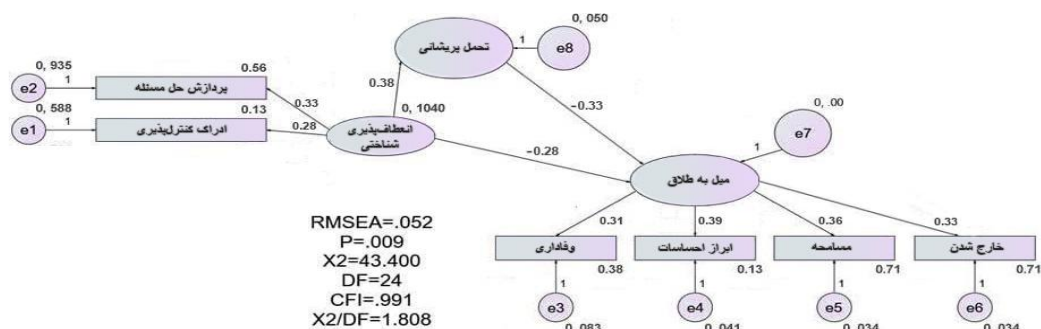 0, 050
e8
1
تحمل پریشانی
0, 935
e2
1
0.56
پردازش حل مسئله
0.38
0.33
0, 588
e1
1
0.13
ادراک کنترل‌پذیری
0.28
0, 1040
انعطاف‌پذیری
شناختی
-0.33
-0.28
0, .00
e7
1
میل به طلاق
0.31
0.39
0.36
0.33
وفاداری
ابراز احساسات
مسامحه
خارج شدن
0.38
0.13
0.71
0.71
1
1
1
1
e3
e4
e5
e6
0, 083
0, 041
0, 034
0, 034
RMSEA=.052
P=.009
X2=43.400
DF=24
CFI=.991
X2/DF=1.808